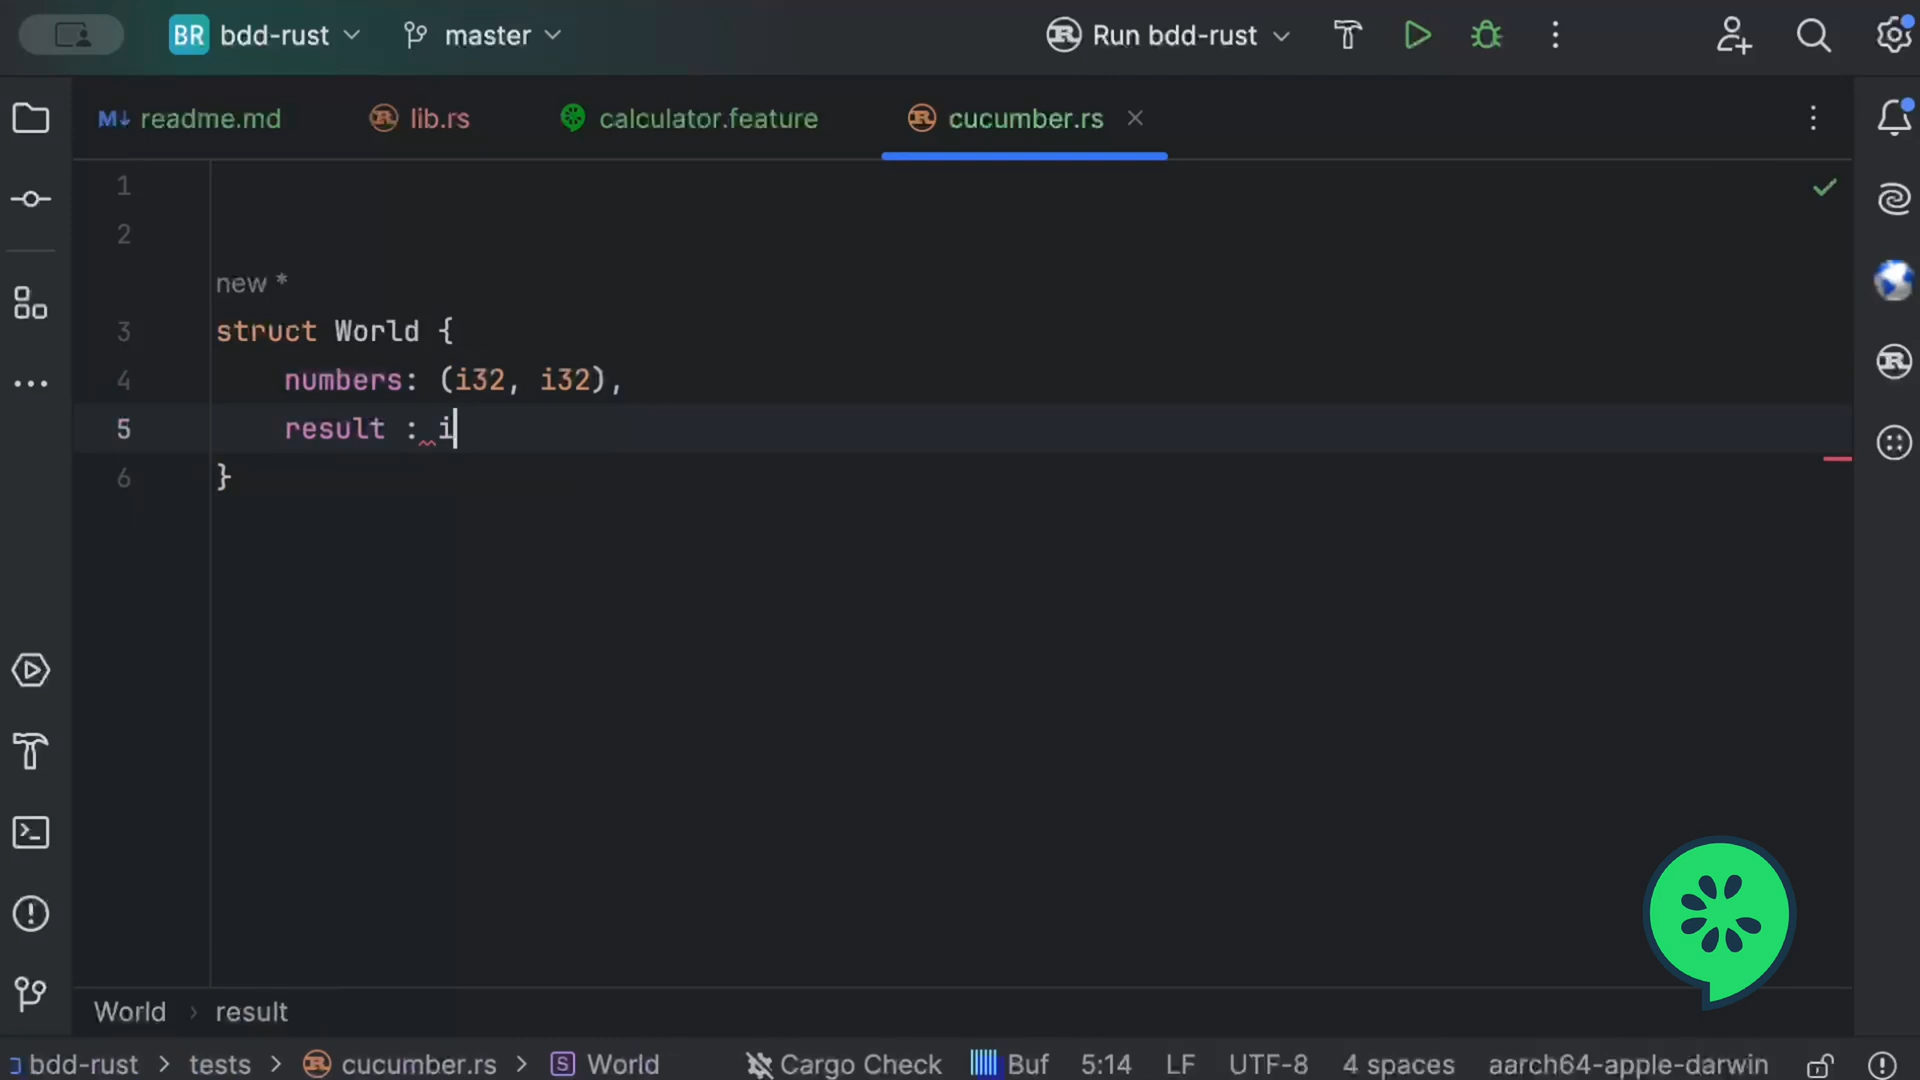 BR bdd-rust master Run bdd-rust
M↓ readme.md lib.rs calculator.feature cucumber.rs
1
2
new *
3 struct World {
4     numbers: (i32, i32),
5     result : i
6 }
World > result
bdd-rust > tests > cucumber.rs > S World Cargo Check Buf 5:14 LF UTF-8 4 spaces aarch64-apple-darwin